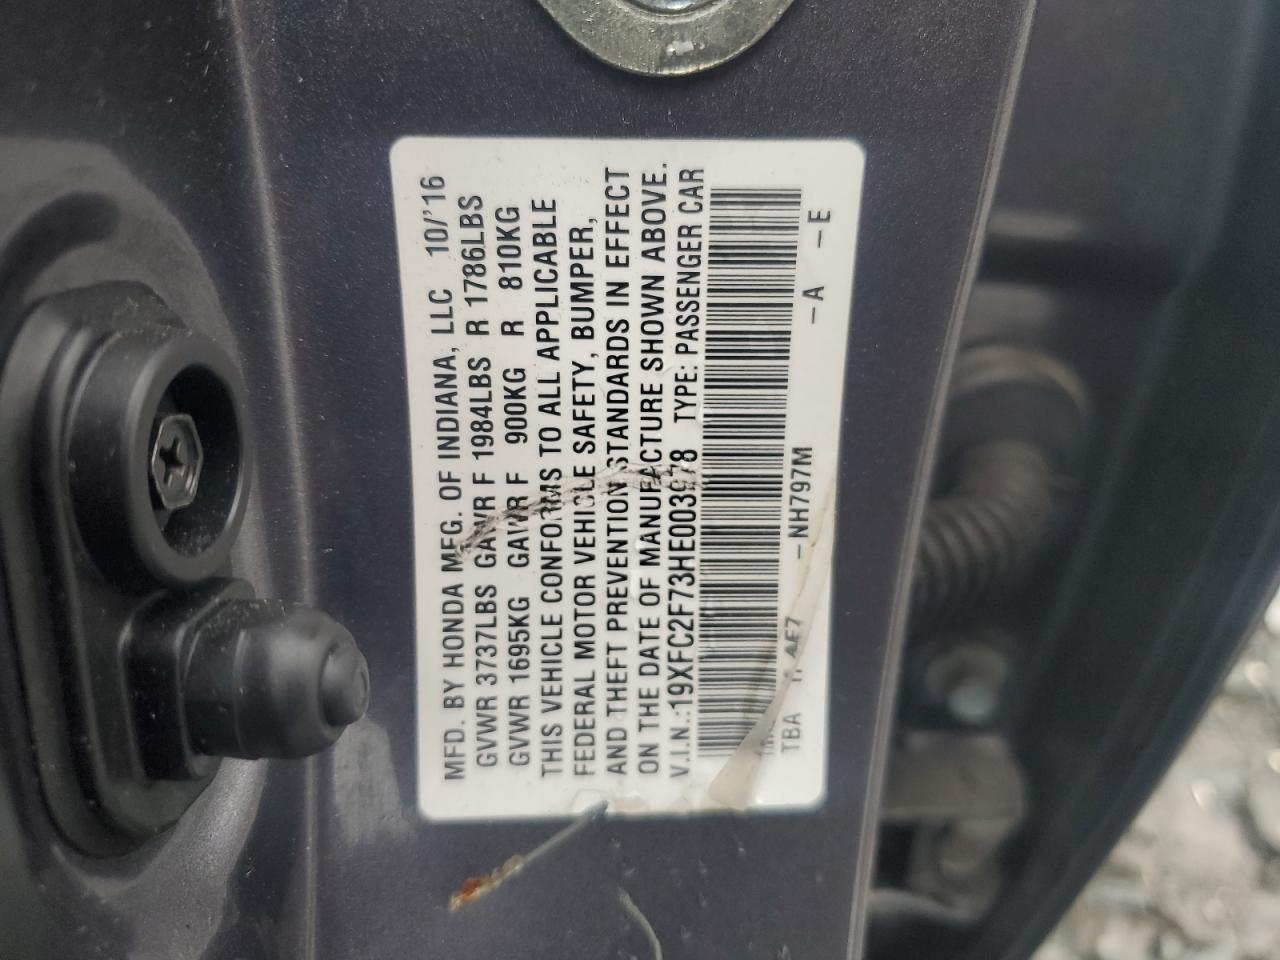 MFD. BY HONDA MFG. OF INDIANA, LLC 10/'16
GVWR 3737LBS GAWR F 1984LBS R 1786LBS
GVWR 1695KG GAWR F 900KG R 810KG
THIS VEHICLE CONFORMS TO ALL APPLICABLE
FEDERAL MOTOR VEHICLE SAFETY, BUMPER,
AND THEFT PREVENTION STANDARDS IN EFFECT
ON THE DATE OF MANUFACTURE SHOWN ABOVE.
V.I.N.:19XFC2F73HE003978 TYPE: PASSENGER CAR
TBA -NH797M -A -E